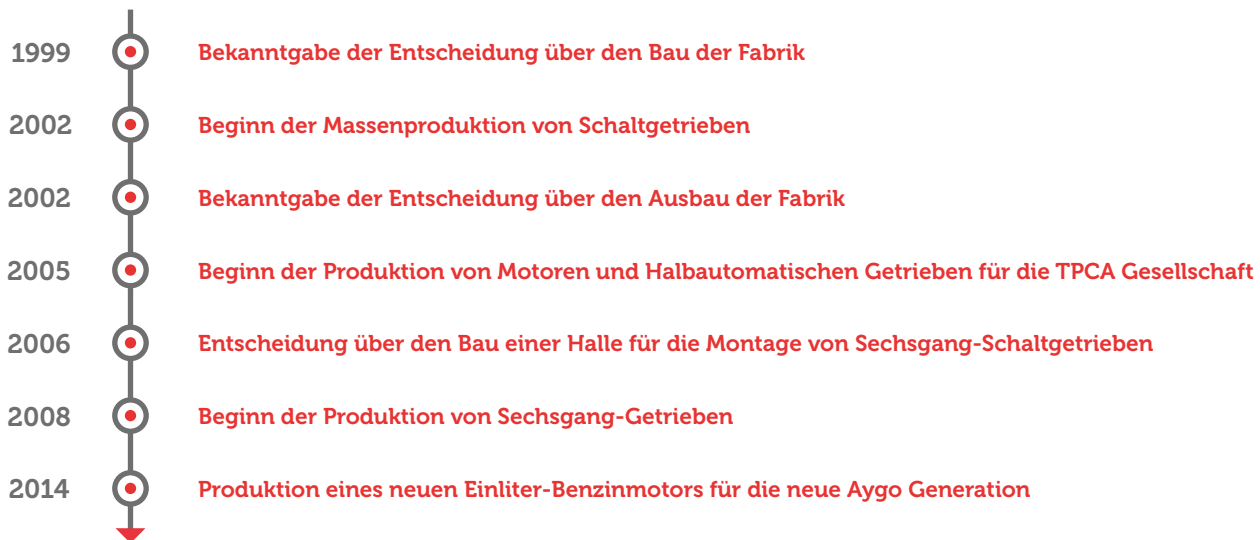 1999 Bekanntgabe der Entscheidung über den Bau der Fabrik
2002 Beginn der Massenproduktion von Schaltgetrieben
2002 Bekanntgabe der Entscheidung über den Ausbau der Fabrik
2005 Beginn der Produktion von Motoren und Halbautomatischen Getrieben für die TPCA Gesellschaft
2006 Entscheidung über den Bau einer Halle für die Montage von Sechsgang-Schaltgetrieben
2008 Beginn der Produktion von Sechsgang-Getrieben
2014 Produktion eines neuen Einliter-Benzinmotors für die neue Aygo Generation